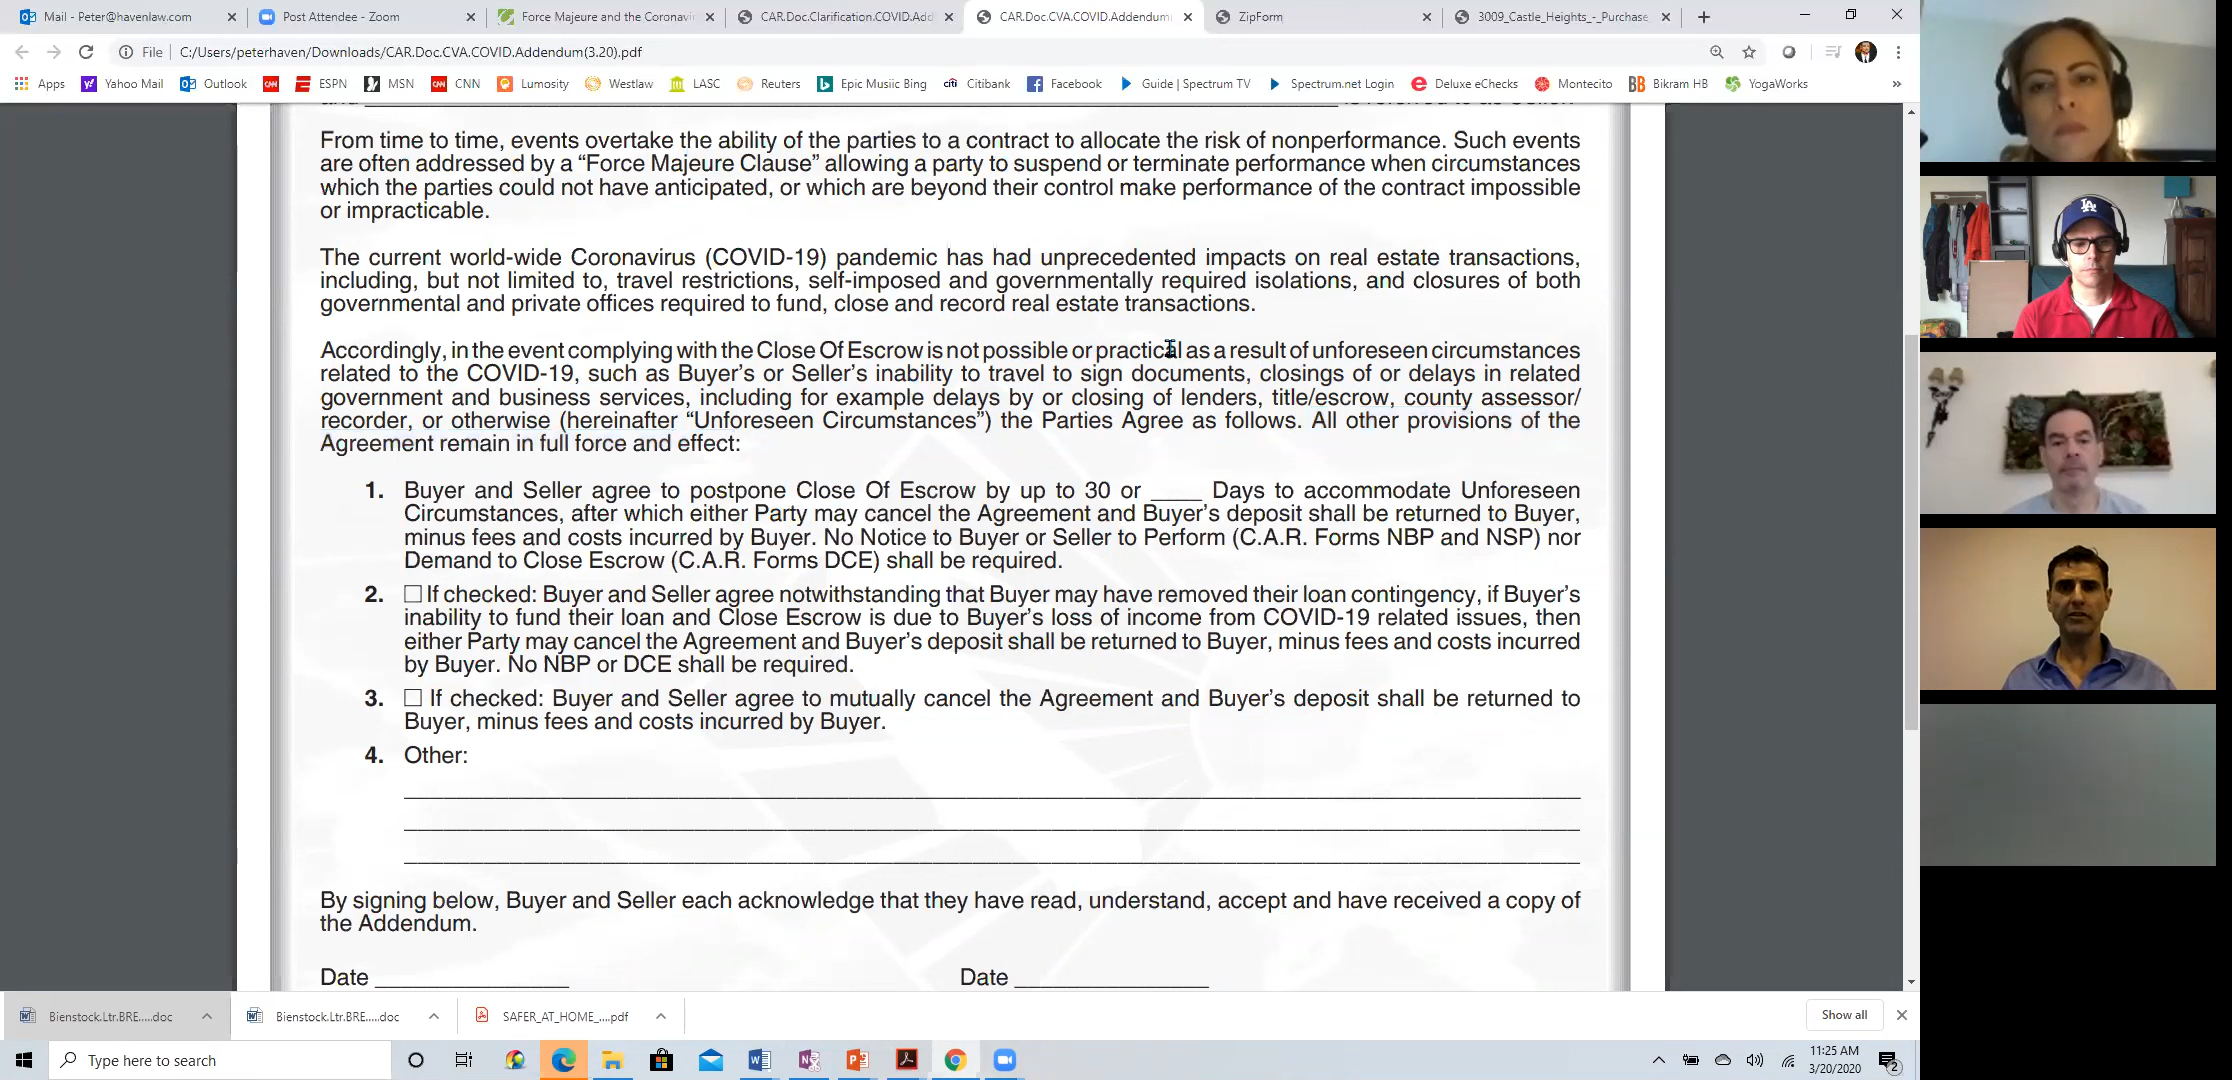 Mail - Peter@havenlaw.com
Post Attendee - Zoom
Force Majeure and the Coronavir
CAR.Doc.Clarification.COVID.Add
CAR.Doc.CVA.COVID.Addendum
ZipForm
3009_Castle_Heights_-_Purchase
File
C:/Users/peterhaven/Downloads/CAR.Doc.CVA.COVID.Addendum(3.20).pdf
Apps Yahoo Mail Outlook ESPN MSN CNN Lumosity Westlaw LASC Reuters Epic Musiic Bing Citibank Facebook Guide | Spectrum TV Spectrum.net Login Deluxe eChecks Montecito Bikram HB YogaWorks
From time to time, events overtake the ability of the parties to a contract to allocate the risk of nonperformance. Such events
are often addressed by a “Force Majeure Clause” allowing a party to suspend or terminate performance when circumstances
which the parties could not have anticipated, or which are beyond their control make performance of the contract impossible
or impracticable.
The current world-wide Coronavirus (COVID-19) pandemic has had unprecedented impacts on real estate transactions,
including, but not limited to, travel restrictions, self-imposed and governmentally required isolations, and closures of both
governmental and private offices required to fund, close and record real estate transactions.
Accordingly, in the event complying with the Close Of Escrow is not possible or practical as a result of unforeseen circumstances
related to the COVID-19, such as Buyer’s or Seller’s inability to travel to sign documents, closings of or delays in related
government and business services, including for example delays by or closing of lenders, title/escrow, county assessor/
recorder, or otherwise (hereinafter “Unforeseen Circumstances”) the Parties Agree as follows. All other provisions of the
Agreement remain in full force and effect:
1. Buyer and Seller agree to postpone Close Of Escrow by up to 30 or ____ Days to accommodate Unforeseen
Circumstances, after which either Party may cancel the Agreement and Buyer’s deposit shall be returned to Buyer,
minus fees and costs incurred by Buyer. No Notice to Buyer or Seller to Perform (C.A.R. Forms NBP and NSP) nor
Demand to Close Escrow (C.A.R. Forms DCE) shall be required.
2. ☐ If checked: Buyer and Seller agree notwithstanding that Buyer may have removed their loan contingency, if Buyer’s
inability to fund their loan and Close Escrow is due to Buyer’s loss of income from COVID-19 related issues, then
either Party may cancel the Agreement and Buyer’s deposit shall be returned to Buyer, minus fees and costs incurred
by Buyer. No NBP or DCE shall be required.
3. ☐ If checked: Buyer and Seller agree to mutually cancel the Agreement and Buyer’s deposit shall be returned to
Buyer, minus fees and costs incurred by Buyer.
4. Other:
By signing below, Buyer and Seller each acknowledge that they have read, understand, accept and have received a copy of
the Addendum.
Date _______________ Date _______________
Bienstock.Ltr.BRE.....doc
Bienstock.Ltr.BRE.....doc
SAFER_AT_HOME_....pdf
Show all
Type here to search
11:25 AM
3/20/2020
2